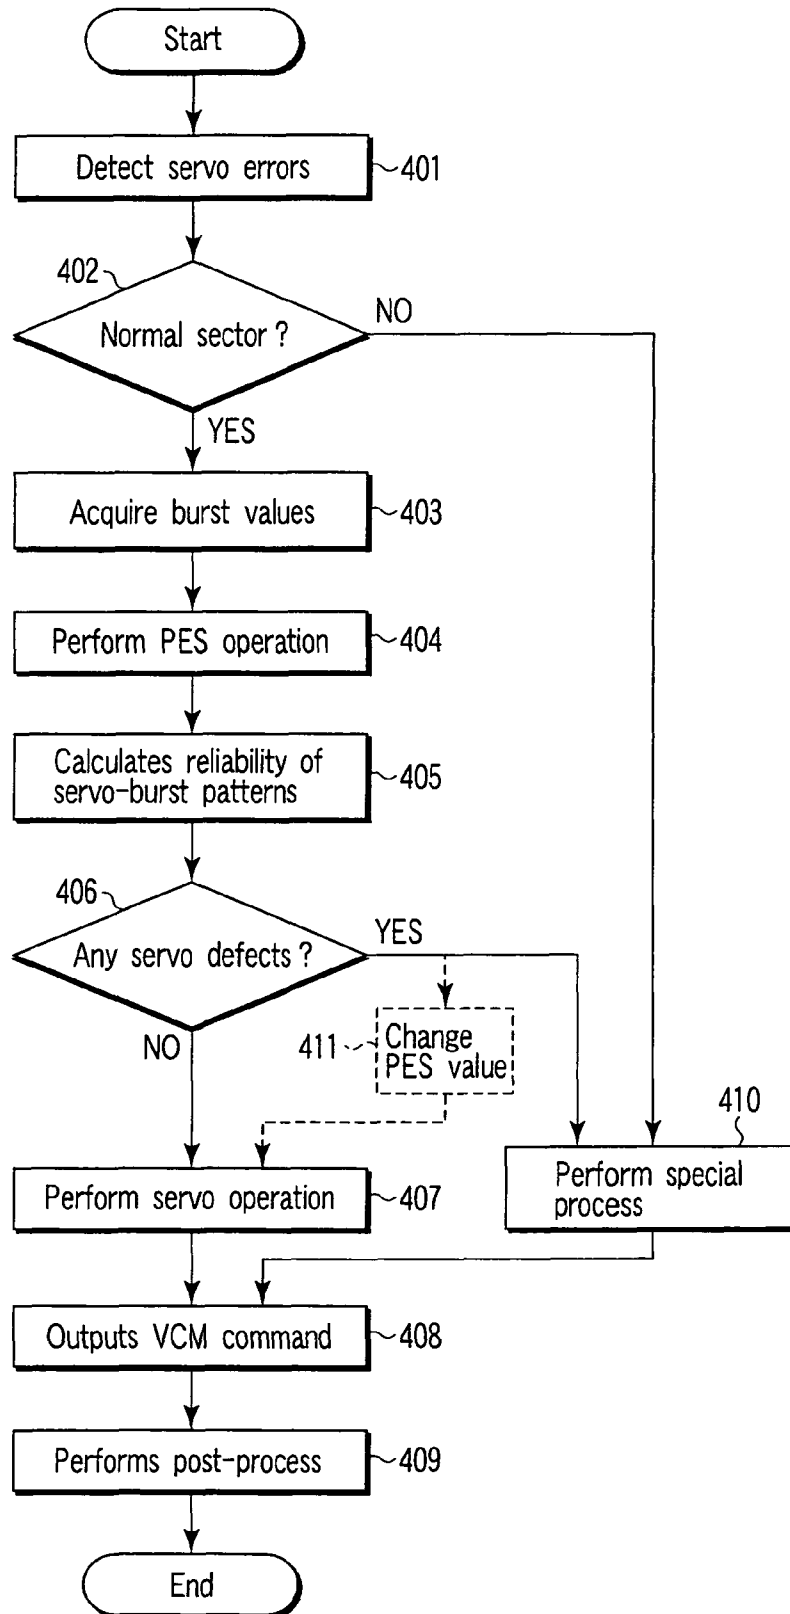 Start
Detect servo errors
401
402
Normal sector ?
NO
YES
Acquire burst values
403
Perform PES operation
404
Calculates reliability of
servo-burst patterns
405
406
Any servo defects ?
YES
NO
411
Change
PES value
410
Perform special
process
Perform servo operation
407
Outputs VCM command
408
Performs post-process
409
End